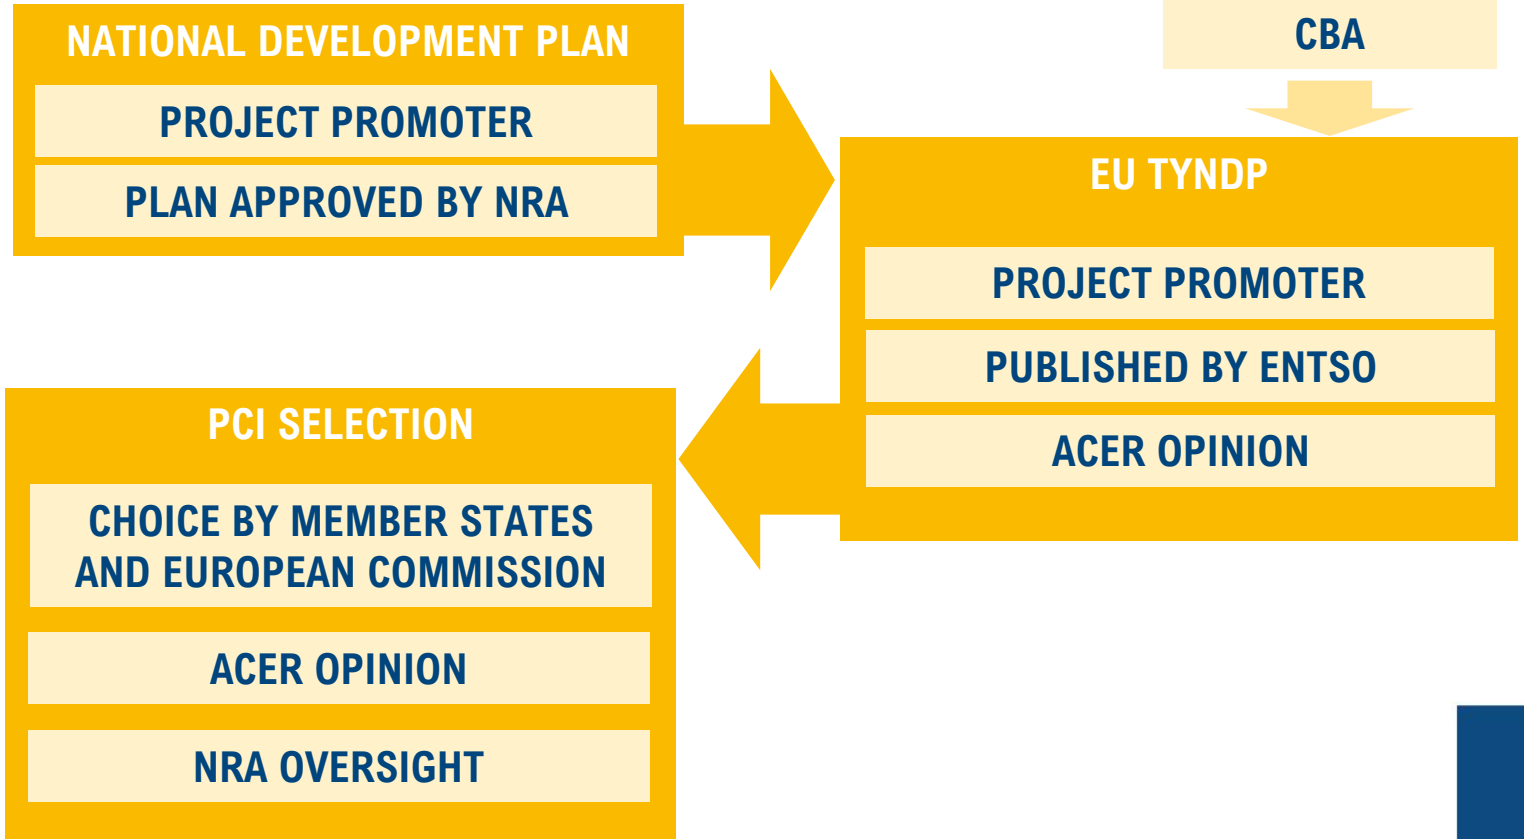 NATIONAL DEVELOPMENT PLAN
PROJECT PROMOTER
PLAN APPROVED BY NRA
CBA
EU TYNDP
PROJECT PROMOTER
PUBLISHED BY ENTSO
ACER OPINION
PCI SELECTION
CHOICE BY MEMBER STATES
AND EUROPEAN COMMISSION
ACER OPINION
NRA OVERSIGHT